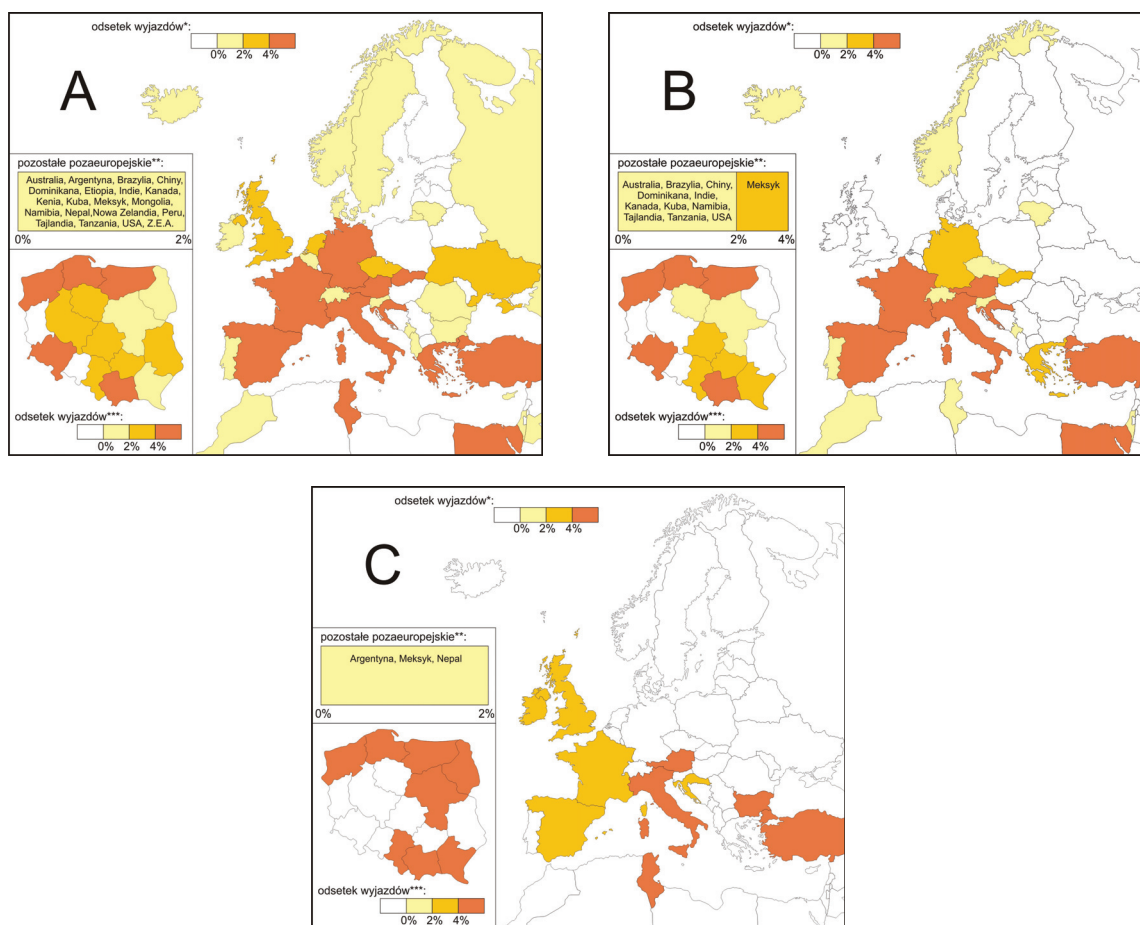 odsetek wyjazdów*:
0% 2% 4%
A
pozostałe pozaeuropejskie**:
Australia, Argentyna, Brazylia, Chiny,
Dominikana, Etiopia, Indie, Kanada,
Kenia, Kuba, Meksyk, Mongolia,
Namibia, Nepal,Nowa Zelandia, Peru,
Tajlandia, Tanzania, USA, Z.E.A.
0% 2%
odsetek wyjazdów***:
0% 2% 4%
odsetek wyjazdów*:
0% 2% 4%
B
pozostałe pozaeuropejskie**:
Australia, Brazylia, Chiny,
Dominikana, Indie,
Kanada, Kuba, Namibia,
Tajlandia, Tanzania, USA
Meksyk
0% 2% 4%
odsetek wyjazdów***:
0% 2% 4%
odsetek wyjazdów*:
0% 2% 4%
C
pozostałe pozaeuropejskie**:
Argentyna, Meksyk, Nepal
0% 2%
odsetek wyjazdów***:
0% 2% 4%